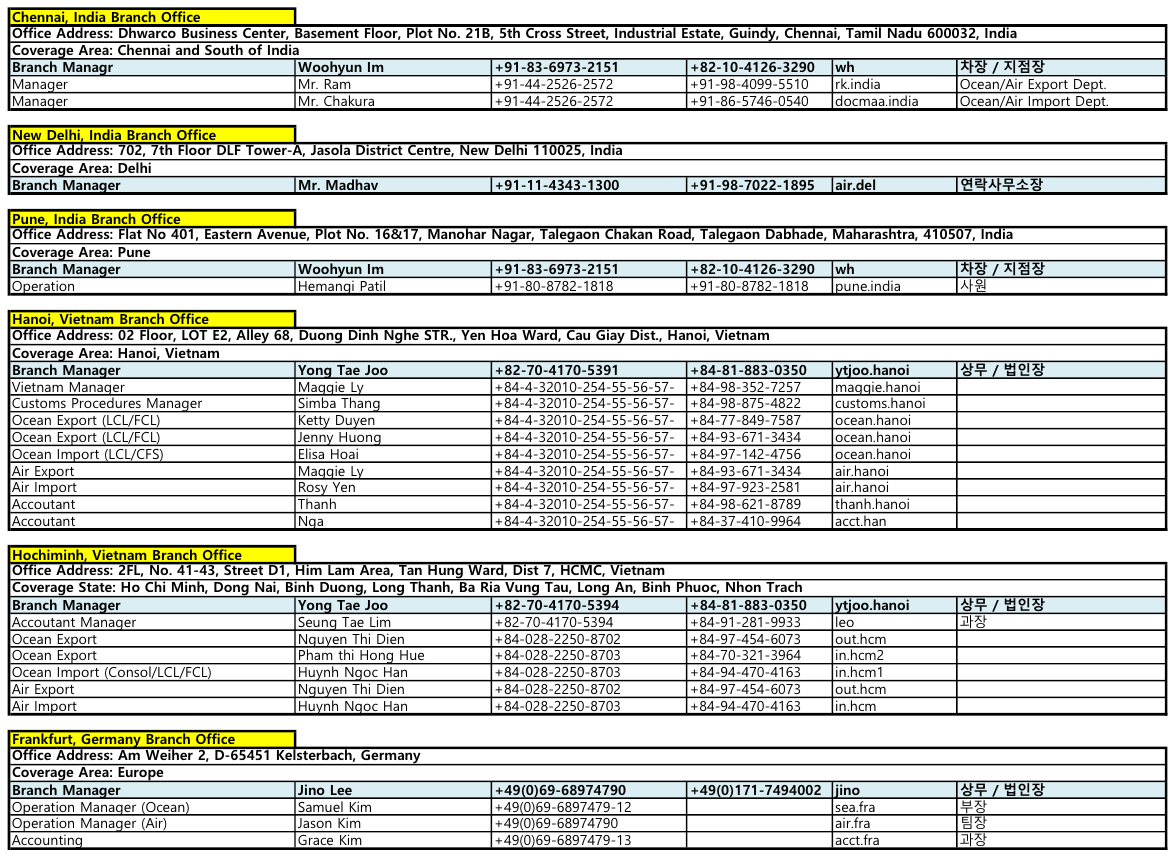 Chennai, India Branch Office
Office Address: Dhwarco Business Center, Basement Floor, Plot No. 21B, 5th Cross Street, Industrial Estate, Guindy, Chennai, Tamil Nadu 600032, India
Coverage Area: Chennai and South of India
Branch Managr Woohyun Im +91-83-6973-2151 +82-10-4126-3290 wh 차장 / 지점장
Manager Mr. Ram +91-44-2526-2572 +91-98-4099-5510 rk.india Ocean/Air Export Dept.
Manager Mr. Chakura +91-44-2526-2572 +91-86-5746-0540 docmaa.india Ocean/Air Import Dept.
New Delhi, India Branch Office
Office Address: 702, 7th Floor DLF Tower-A, Jasola District Centre, New Delhi 110025, India
Coverage Area: Delhi
Branch Manager Mr. Madhav +91-11-4343-1300 +91-98-7022-1895 air.del 연락사무소장
Pune, India Branch Office
Office Address: Flat No 401, Eastern Avenue, Plot No. 16&17, Manohar Nagar, Talegaon Chakan Road, Talegaon Dabhade, Maharashtra, 410507, India
Coverage Area: Pune
Branch Manager Woohyun Im +91-83-6973-2151 +82-10-4126-3290 wh 차장 / 지점장
Operation Hemangi Patil +91-80-8782-1818 +91-80-8782-1818 pune.india 사원
Hanoi, Vietnam Branch Office
Office Address: 02 Floor, LOT E2, Alley 68, Duong Dinh Nghe STR., Yen Hoa Ward, Cau Giay Dist., Hanoi, Vietnam
Coverage Area: Hanoi, Vietnam
Branch Manager Yong Tae Joo +82-70-4170-5391 +84-81-883-0350 ytjoo.hanoi 상무 / 법인장
Vietnam Manager Maggie Ly +84-4-32010-254-55-56-57- +84-98-352-7257 maggie.hanoi
Customs Procedures Manager Simba Thang +84-4-32010-254-55-56-57- +84-98-875-4822 customs.hanoi
Ocean Export (LCL/FCL) Ketty Duyen +84-4-32010-254-55-56-57- +84-77-849-7587 ocean.hanoi
Ocean Export (LCL/FCL) Jenny Huong +84-4-32010-254-55-56-57- +84-93-671-3434 ocean.hanoi
Ocean Import (LCL/CFS) Elisa Hoai +84-4-32010-254-55-56-57- +84-97-142-4756 ocean.hanoi
Air Export Maggie Ly +84-4-32010-254-55-56-57- +84-93-671-3434 air.hanoi
Air Import Rosy Yen +84-4-32010-254-55-56-57- +84-97-923-2581 air.hanoi
Accoutant Thanh +84-4-32010-254-55-56-57- +84-98-621-8789 thanh.hanoi
Accoutant Nga +84-4-32010-254-55-56-57- +84-37-410-9964 acct.han
Hochiminh, Vietnam Branch Office
Office Address: 2FL, No. 41-43, Street D1, Him Lam Area, Tan Hung Ward, Dist 7, HCMC, Vietnam
Coverage State: Ho Chi Minh, Dong Nai, Binh Duong, Long Thanh, Ba Ria Vung Tau, Long An, Binh Phuoc, Nhon Trach
Branch Manager Yong Tae Joo +82-70-4170-5394 +84-81-883-0350 ytjoo.hanoi 상무 / 법인장
Accoutant Manager Seung Tae Lim +82-70-4170-5394 +84-91-281-9933 leo 과장
Ocean Export Nguyen Thi Dien +84-028-2250-8702 +84-97-454-6073 out.hcm
Ocean Export Pham thi Hong Hue +84-028-2250-8703 +84-70-321-3964 in.hcm2
Ocean Import (Consol/LCL/FCL) Huynh Ngoc Han +84-028-2250-8703 +84-94-470-4163 in.hcm1
Air Export Nguyen Thi Dien +84-028-2250-8702 +84-97-454-6073 out.hcm
Air Import Huynh Ngoc Han +84-028-2250-8703 +84-94-470-4163 in.hcm
Frankfurt, Germany Branch Office
Office Address: Am Weiher 2, D-65451 Kelsterbach, Germany
Coverage Area: Europe
Branch Manager Jino Lee +49(0)69-68974790 +49(0)171-7494002 jino 상무 / 법인장
Operation Manager (Ocean) Samuel Kim +49(0)69-6897479-12 sea.fra 부장
Operation Manager (Air) Jason Kim +49(0)69-68974790 air.fra 팀장
Accounting Grace Kim +49(0)69-6897479-13 acct.fra 과장